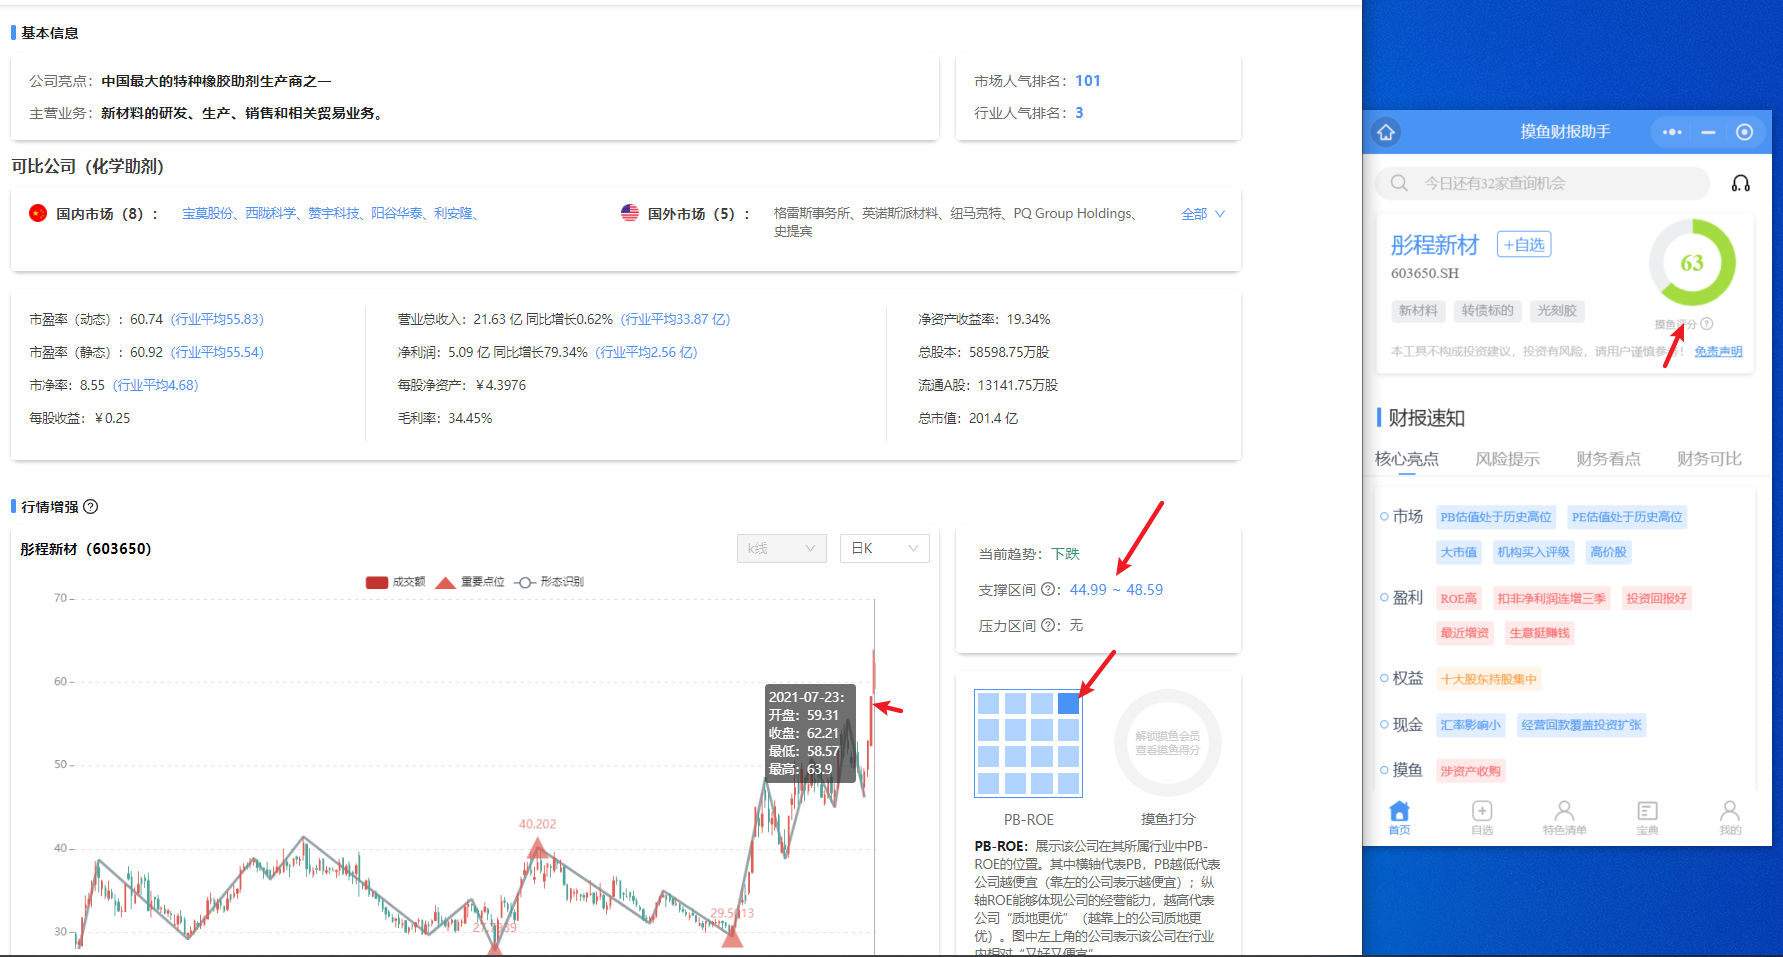 基本信息
公司亮点：中国最大的特种橡胶助剂生产商之一
主营业务：新材料的研发、生产、销售和相关贸易业务。
市场人气排名：101
行业人气排名：3
可比公司（化学助剂）
国内市场（8）：
宝莫股份、西陇科学、赞宇科技、阳谷华泰、利安隆、
国外市场（5）：
格雷斯事务所、英诺斯派材料、纽马克特、PQ Group Holdings、
史提宾
全部
市盈率（动态）：60.74（行业平均55.83）
市盈率（静态）：60.92（行业平均55.54）
市净率：8.55（行业平均4.68）
每股收益：￥0.25
营业总收入：21.63 亿 同比增长0.62%（行业平均33.87 亿）
净利润：5.09 亿 同比增长79.34%（行业平均2.56 亿）
每股净资产：￥4.3976
毛利率：34.45%
净资产收益率：19.34%
总股本：58598.75万股
流通A股：13141.75万股
总市值：201.4 亿
行情增强 ?
彤程新材（603650）
k线
日K
成交额 重要点位 形态识别
70
60
50
40
30
2021-07-23：
开盘：59.31
收盘：62.21
最低：58.57
最高：63.9
40.202
当前趋势：下跌
支撑区间 ?：44.99 ~ 48.59
压力区间 ?：无
解锁摸鱼会员
查看摸鱼得分
PB-ROE
摸鱼打分
PB-ROE：展示该公司在其所属行业中PB-
ROE的位置。其中横轴代表PB，PB越低代表
公司越便宜（靠左的公司表示越便宜）；纵
轴ROE能够体现公司的经营能力，越高代表
公司“质地更优”（越靠上的公司质地更
优）。图中左上角的公司表示该公司在行业
内相对“又好又便宜”
摸鱼财报助手
今日还有32家查询机会
彤程新材 +自选
603650.SH
63
新材料 转债标的 光刻胶
摸鱼评分 ?
本工具不构成投资建议，投资有风险，请用户谨慎参考！ 免责声明
财报速知
核心亮点 风险提示 财务看点 财务可比
市场 PB估值处于历史高位 PE估值处于历史高位
大市值 机构买入评级 高价股
盈利 ROE高 扣非净利润连增三季 投资回报好
最近增资 生意挺赚钱
权益 十大股东持股集中
现金 汇率影响小 经营回款覆盖投资扩张
摸鱼 涉资产收购
首页 自选 特色清单 宝典 我的